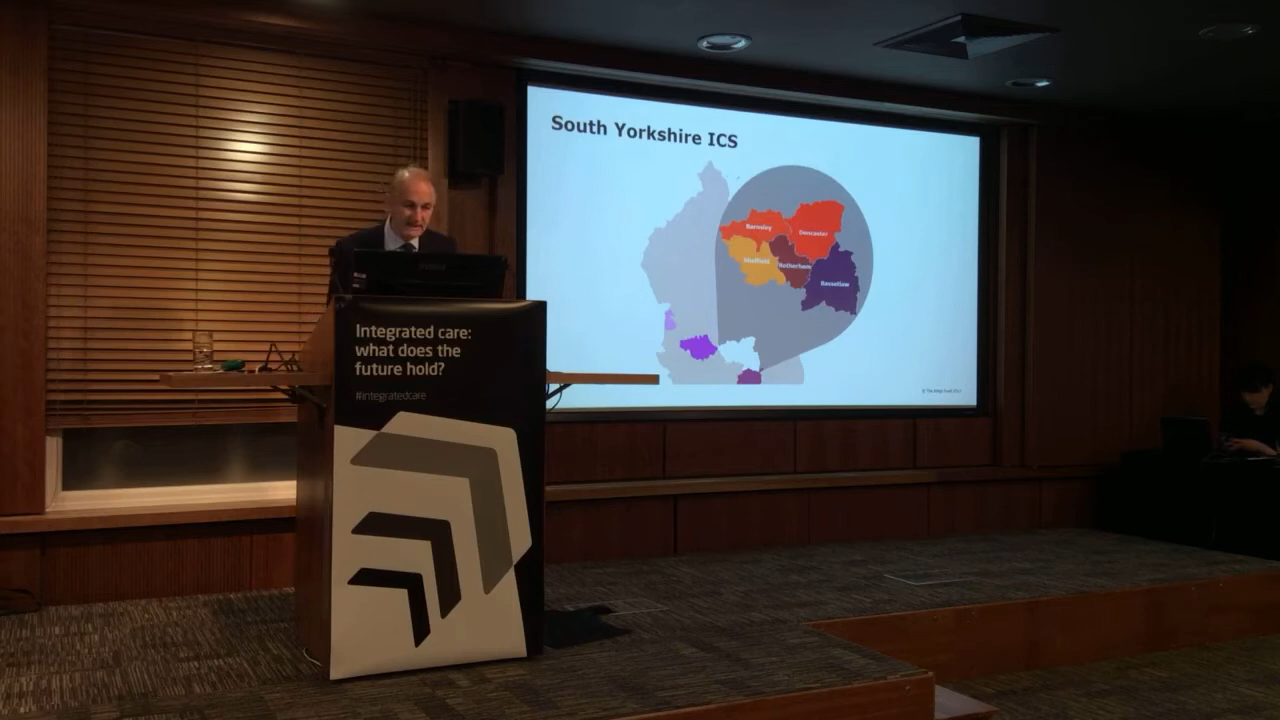 South Yorkshire ICS
Barnsley
Doncaster
Sheffield
Rotherham
Bassetlaw
Integrated care:
what does the
future hold?
#integratedcare